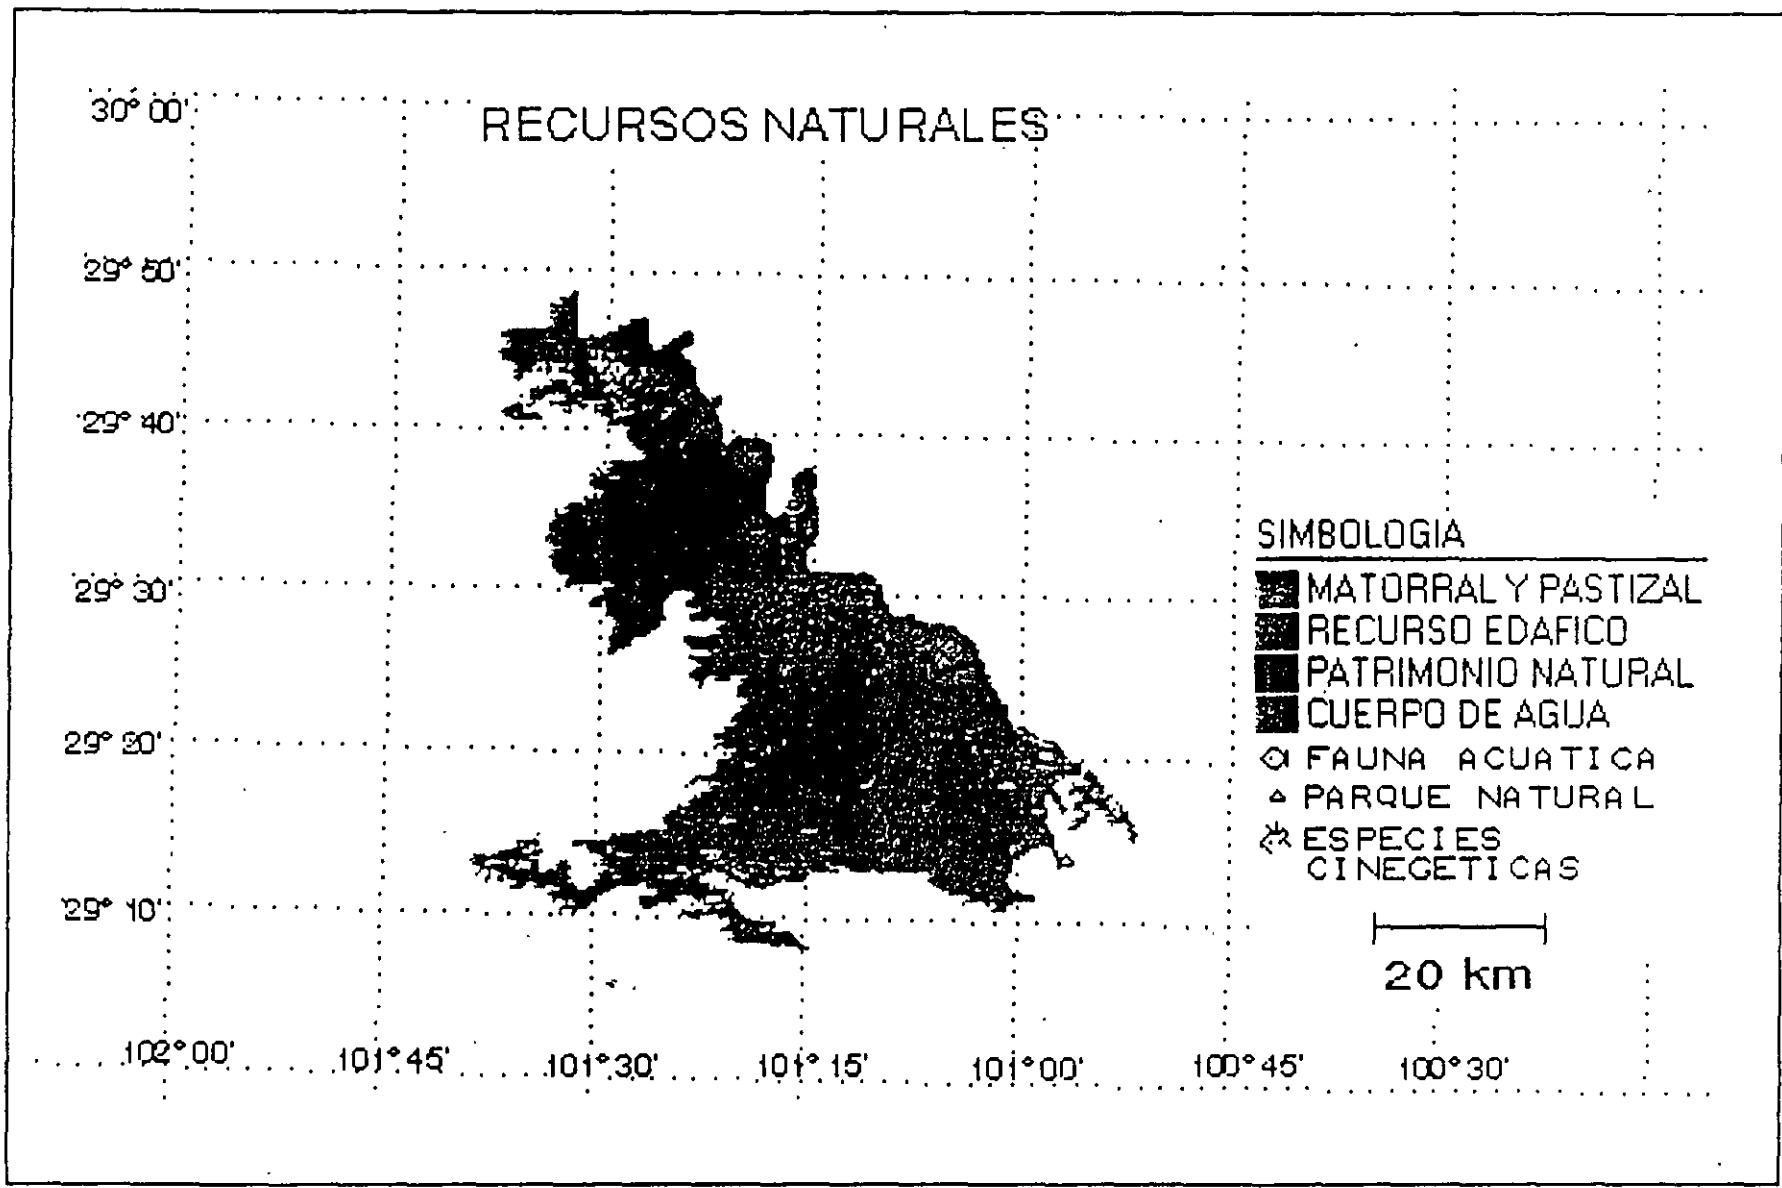 RECURSOS NATURALES
30° 00'
29° 50'
29° 40'
29° 30'
29° 20'
29° 10'
SIMBOLOGIA
MATORRAL Y PASTIZAL
RECURSO EDAFICO
PATRIMONIO NATURAL
CUERPO DE AGUA
FAUNA ACUATICA
PARQUE NATURAL
ESPECIES
CINEGETICAS
20 km
102°00' 101°45' 101°30' 101°15' 101°00' 100°45' 100°30'